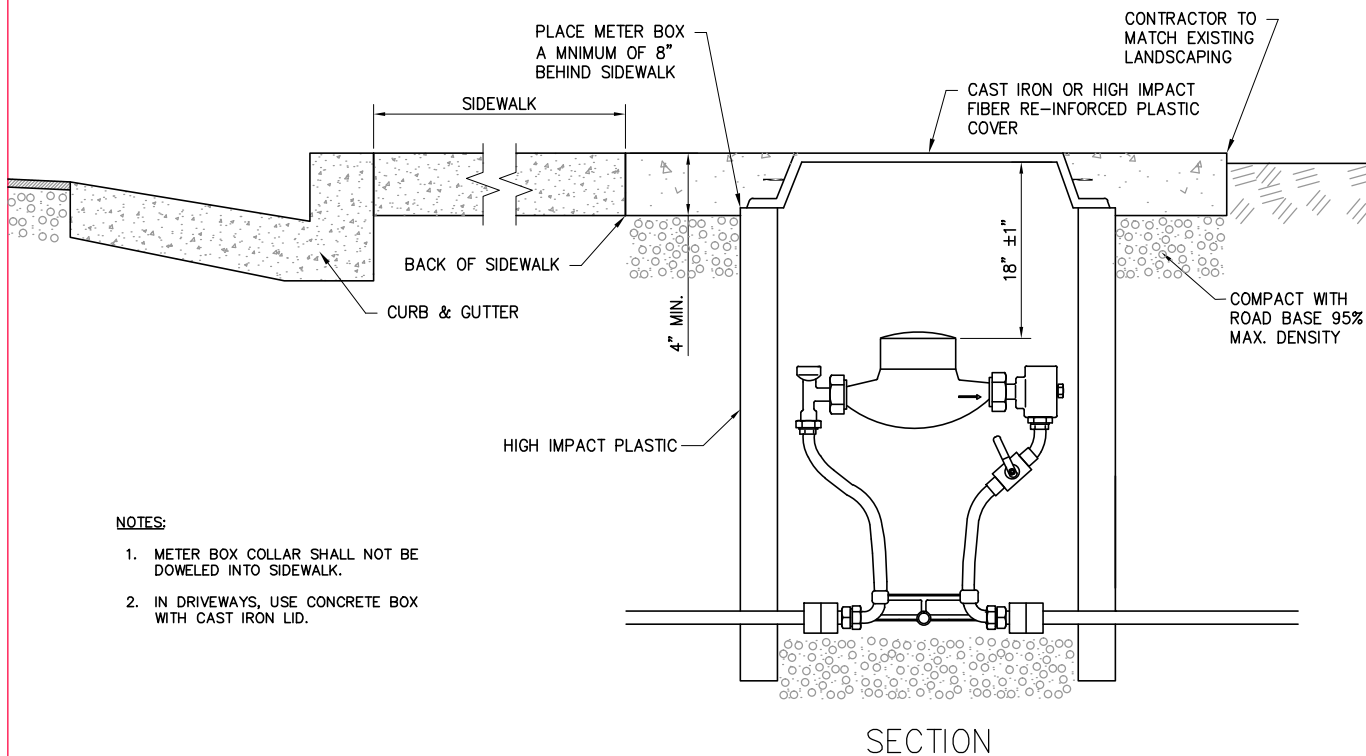 PLACE METER BOX
A MNIMUM OF 8"
BEHIND SIDEWALK
CONTRACTOR TO
MATCH EXISTING
LANDSCAPING
SIDEWALK
CAST IRON OR HIGH IMPACT
FIBER RE-INFORCED PLASTIC
COVER
BACK OF SIDEWALK
CURB & GUTTER
4" MIN.
18" ±1"
COMPACT WITH
ROAD BASE 95%
MAX. DENSITY
HIGH IMPACT PLASTIC
NOTES:
1. METER BOX COLLAR SHALL NOT BE
DOWELED INTO SIDEWALK.
2. IN DRIVEWAYS, USE CONCRETE BOX
WITH CAST IRON LID.
SECTION